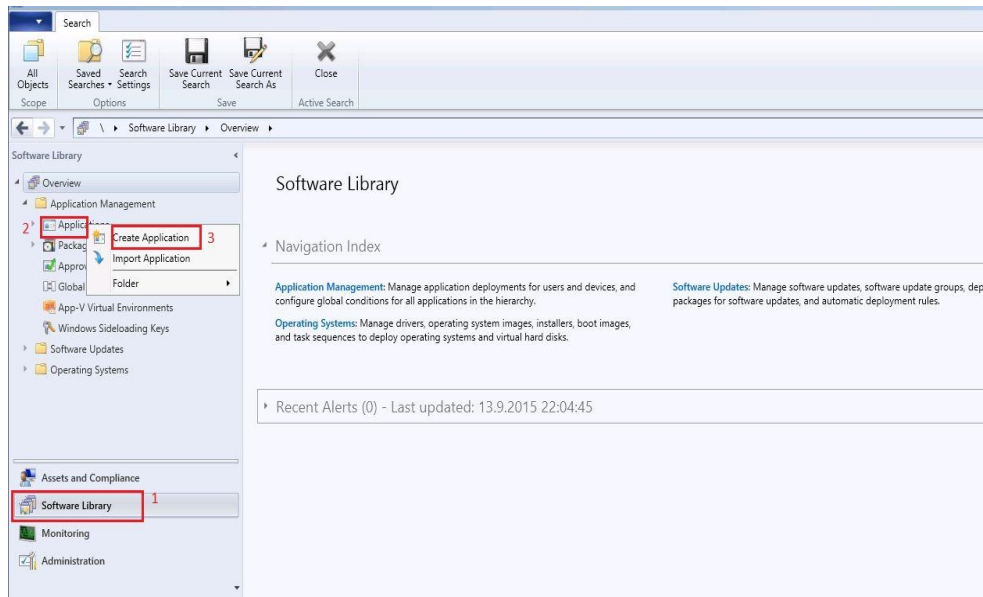 Search
All Objects
Saved Searches
Search Settings
Save Current Search
Save Current Search As
Close
Scope
Options
Save
Active Search
\ Software Library Overview
Software Library
Overview
Application Management
2 Applications
Create Application 3
Packag
Import Application
Approv
Folder
Global
App-V Virtual Environments
Windows Sideloading Keys
Software Updates
Operating Systems
Assets and Compliance
Software Library 1
Monitoring
Administration
Software Library
Navigation Index
Application Management: Manage application deployments for users and devices, and
configure global conditions for all applications in the hierarchy.
Operating Systems: Manage drivers, operating system images, installers, boot images,
and task sequences to deploy operating systems and virtual hard disks.
Software Updates: Manage software updates, software update groups, dep
packages for software updates, and automatic deployment rules.
Recent Alerts (0) - Last updated: 13.9.2015 22:04:45